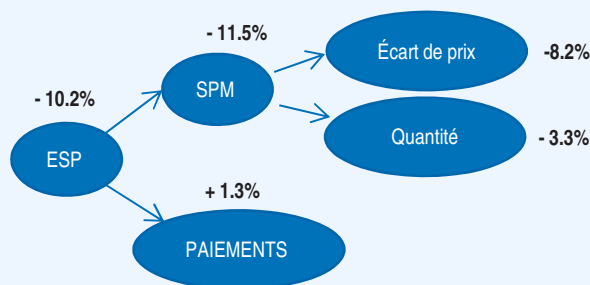 - 11.5%
Écart de prix
-8.2%
SPM
- 10.2%
Quantité
- 3.3%
ESP
+ 1.3%
PAIEMENTS